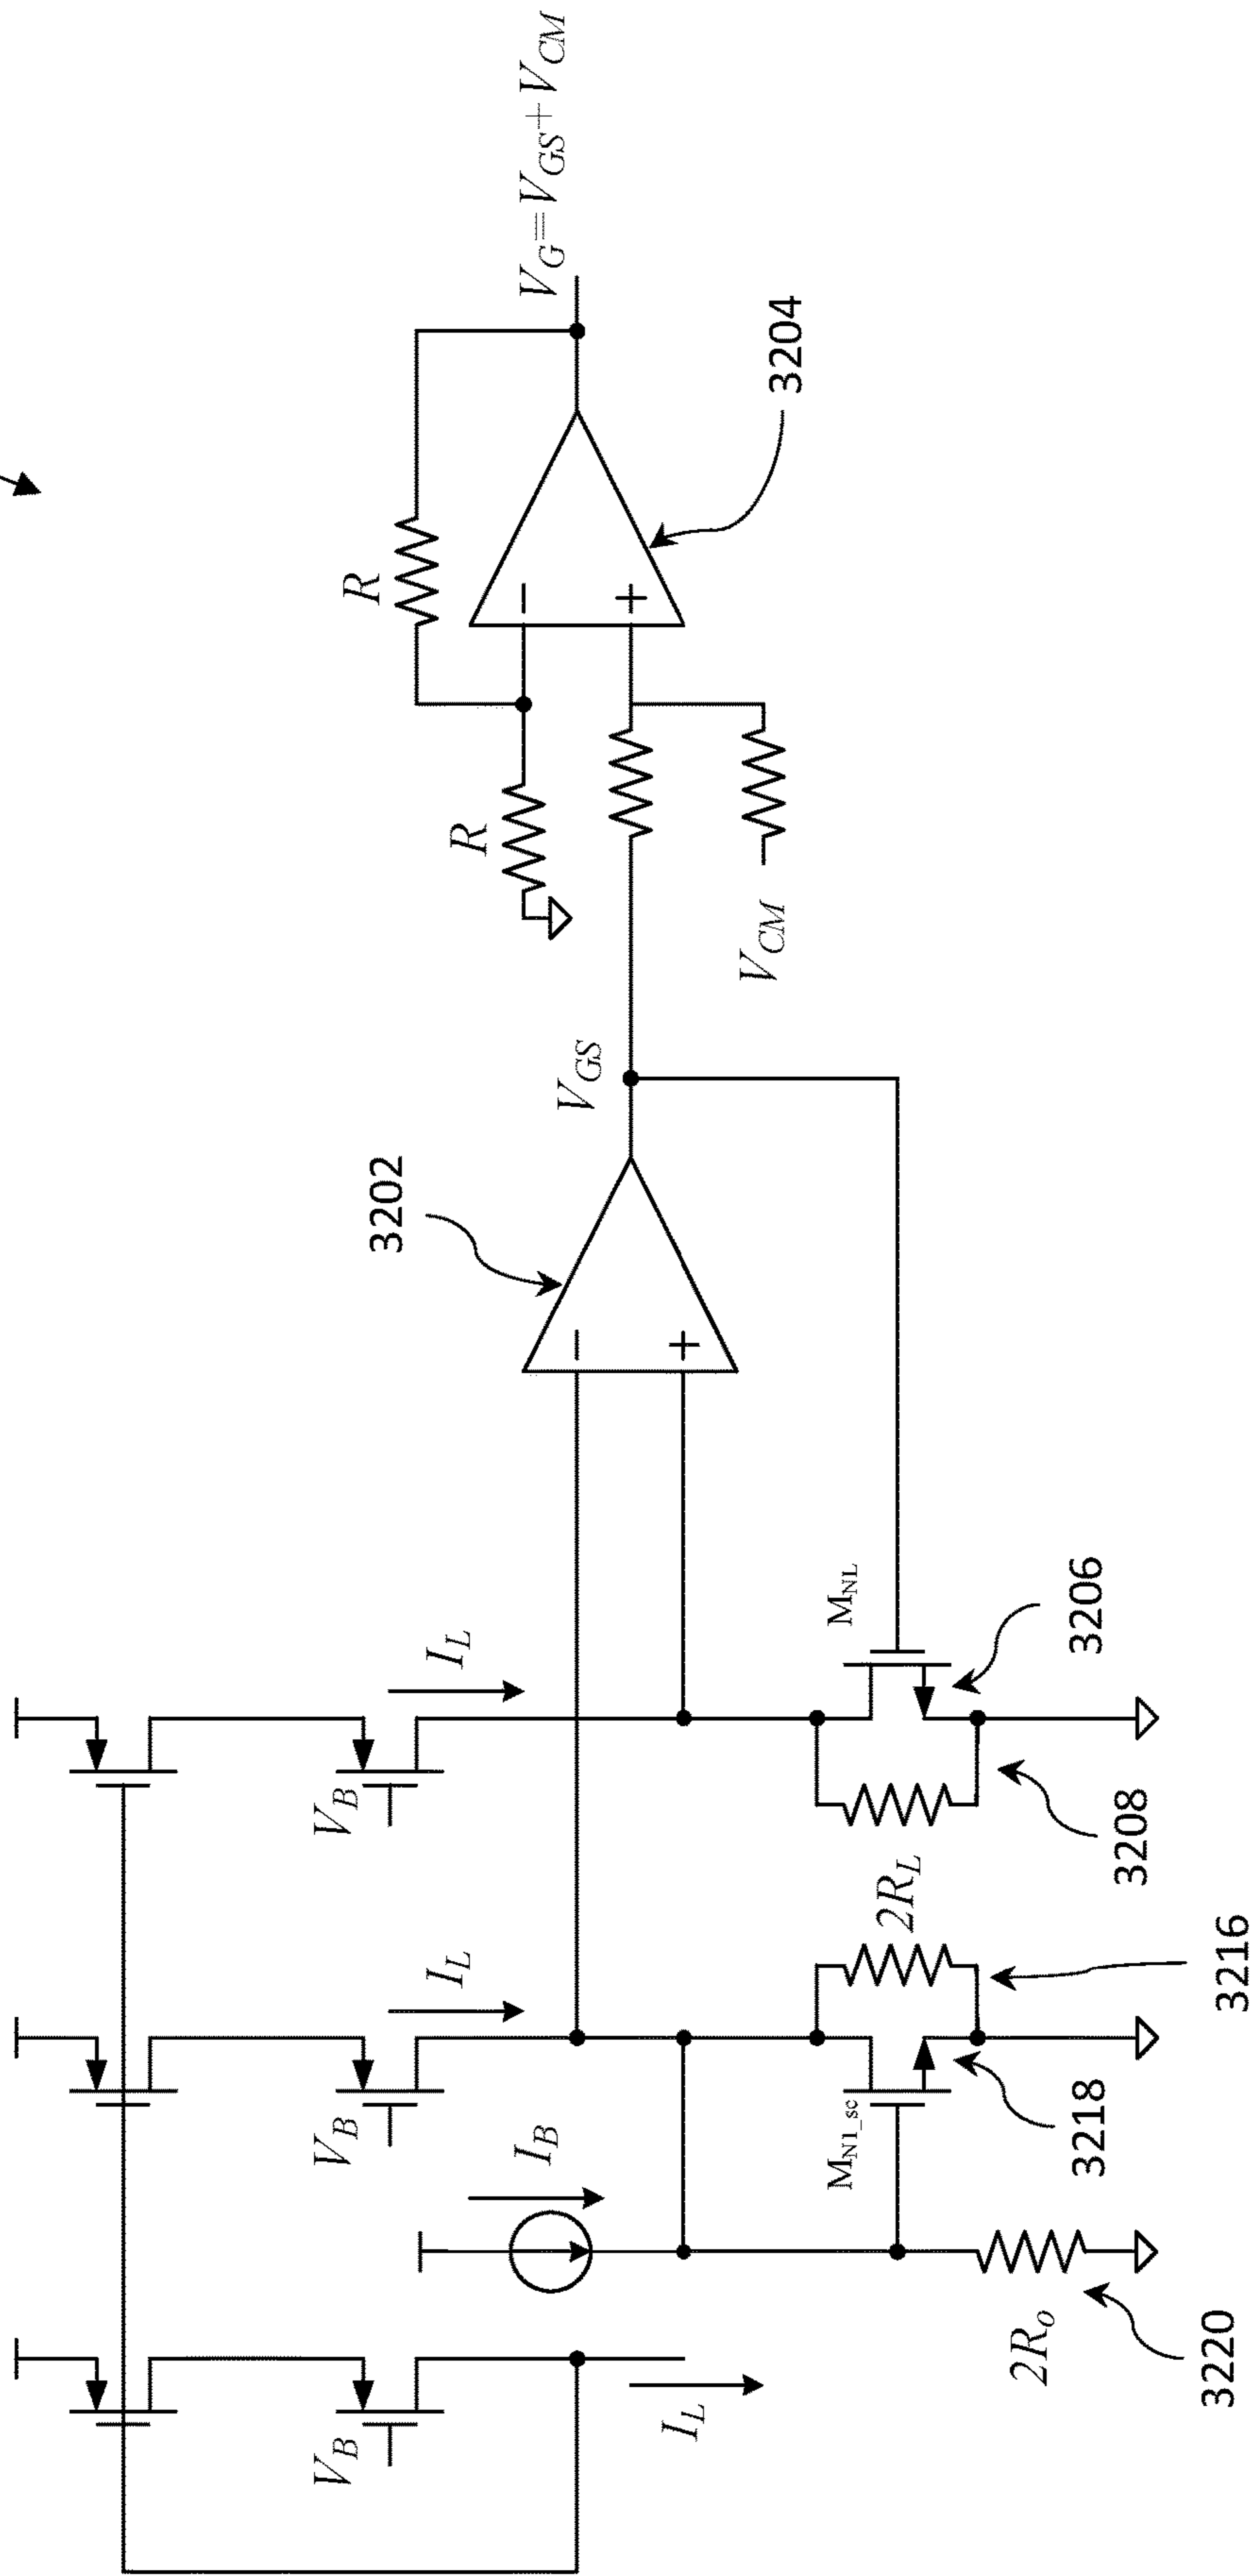 V_G=V_GS+V_CM
R
3204
R
V_CM
V_GS
3202
I_L
V_B
M_NL
3206
3208
2R_L
I_L
3216
V_B
I_B
M_N1_sc
3218
V_B
I_L
2R_o
3220
+
−
+
−